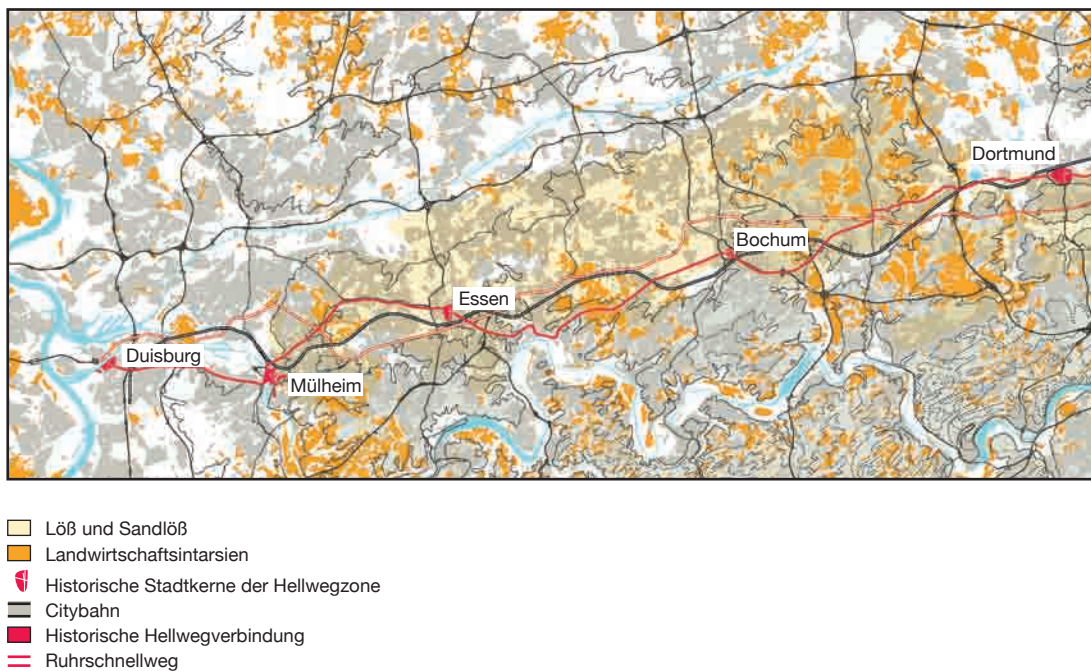 Dortmund
Bochum
Essen
Duisburg
Mülheim
Löß und Sandlöß
Landwirtschaftsintarsien
Historische Stadtkerne der Hellwegzone
Citybahn
Historische Hellwegverbindung
Ruhrschnellweg